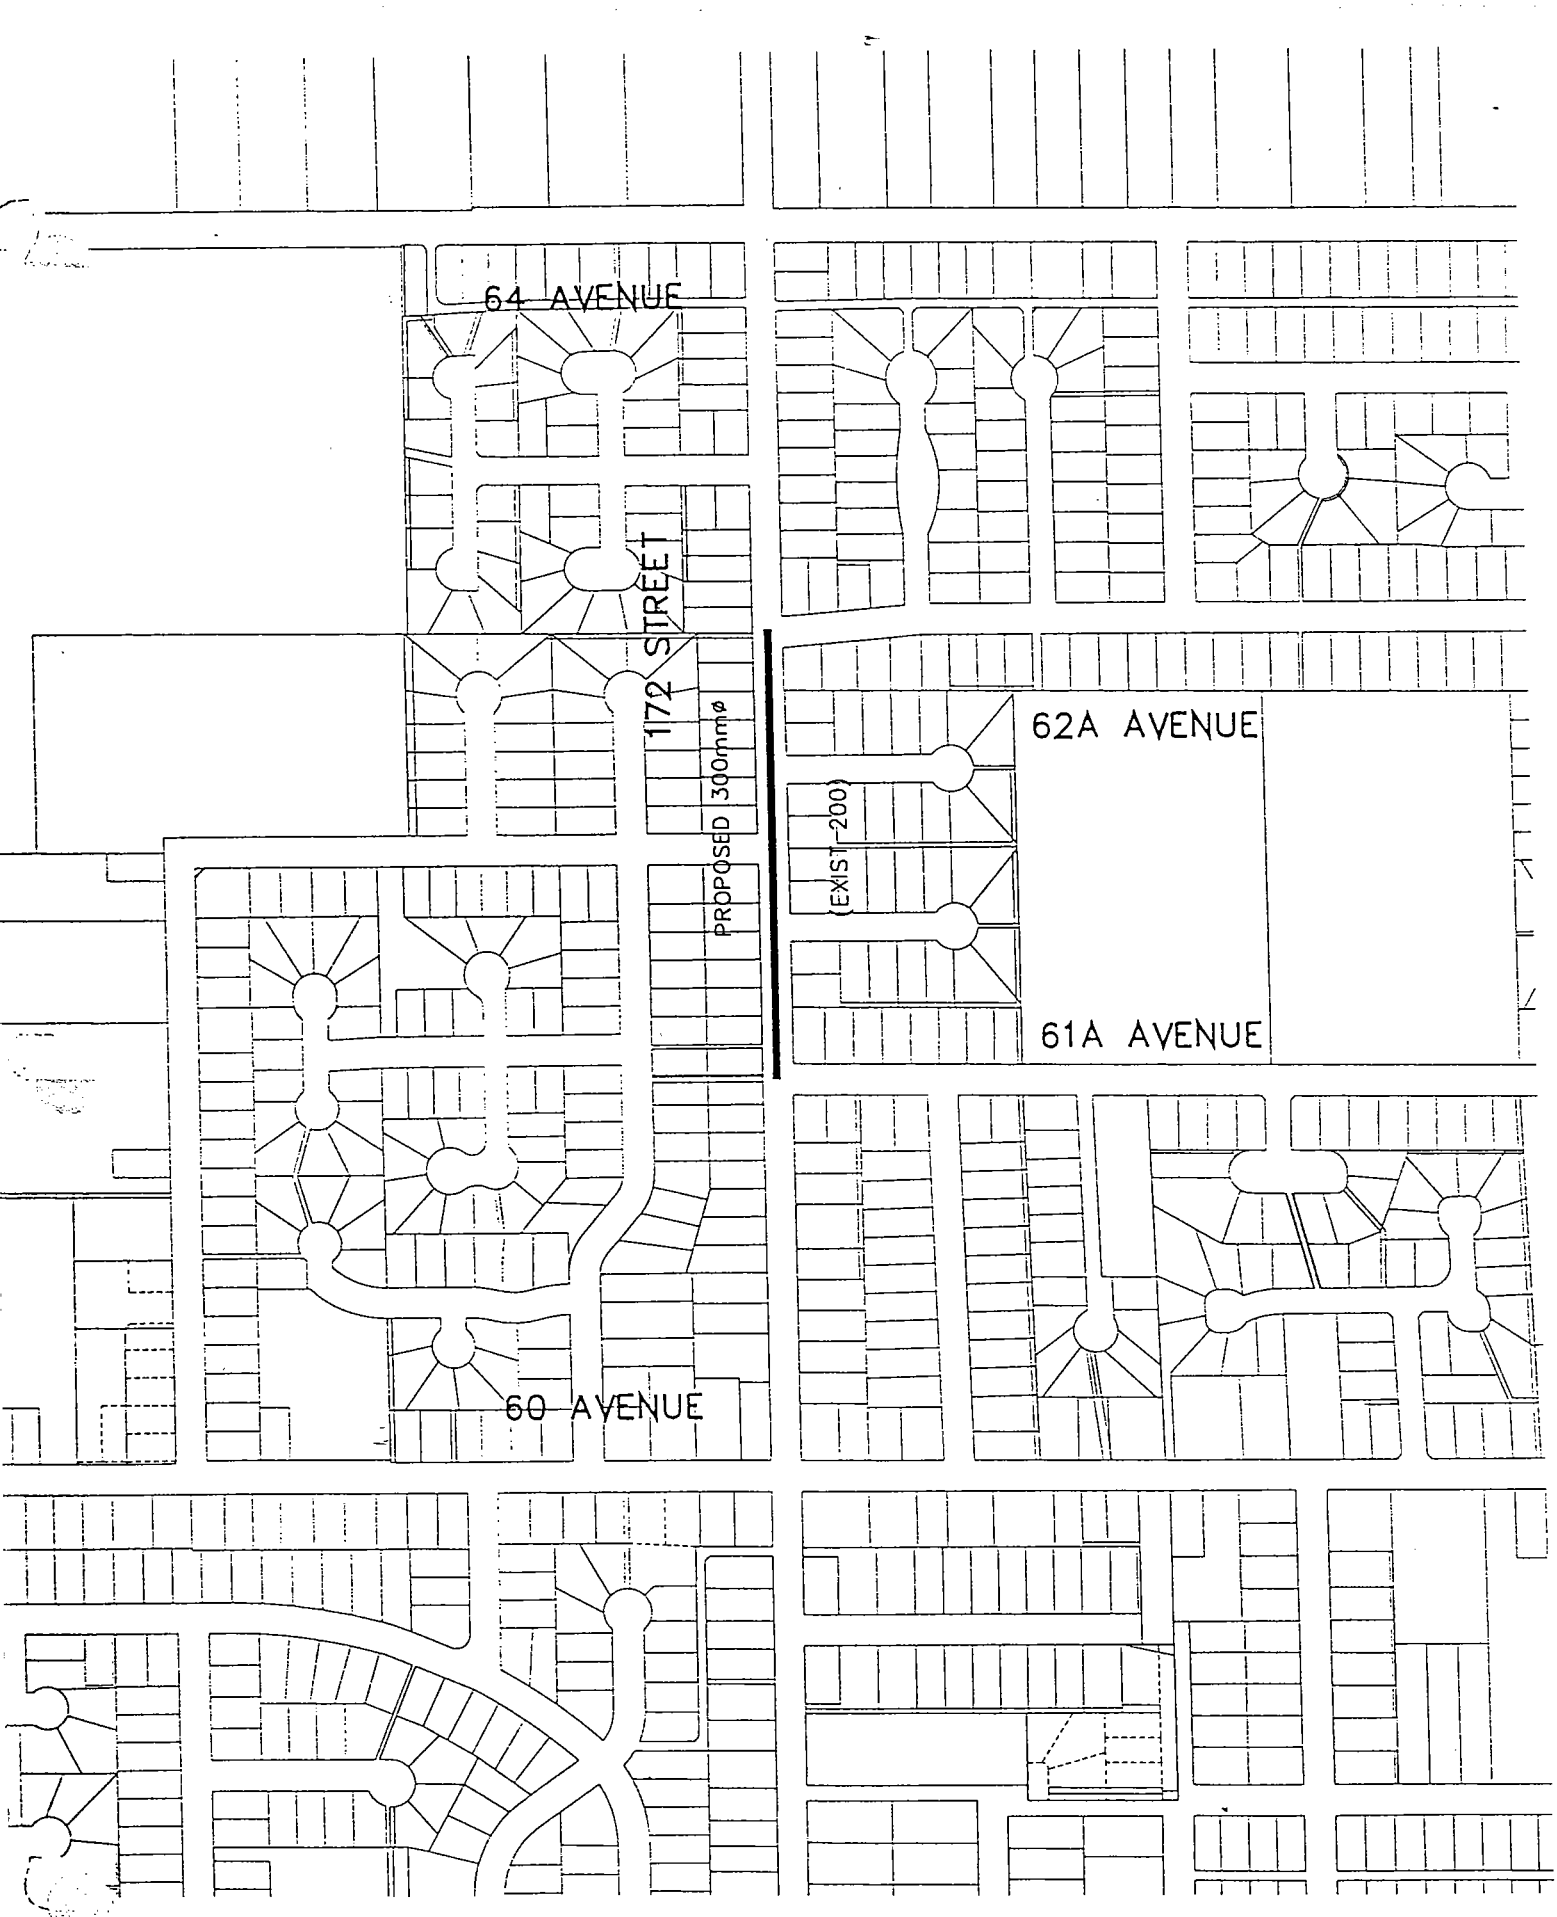 64 AVENUE
172 STREET
PROPOSED 300mmø
(EXIST 200)
62A AVENUE
61A AVENUE
60 AVENUE